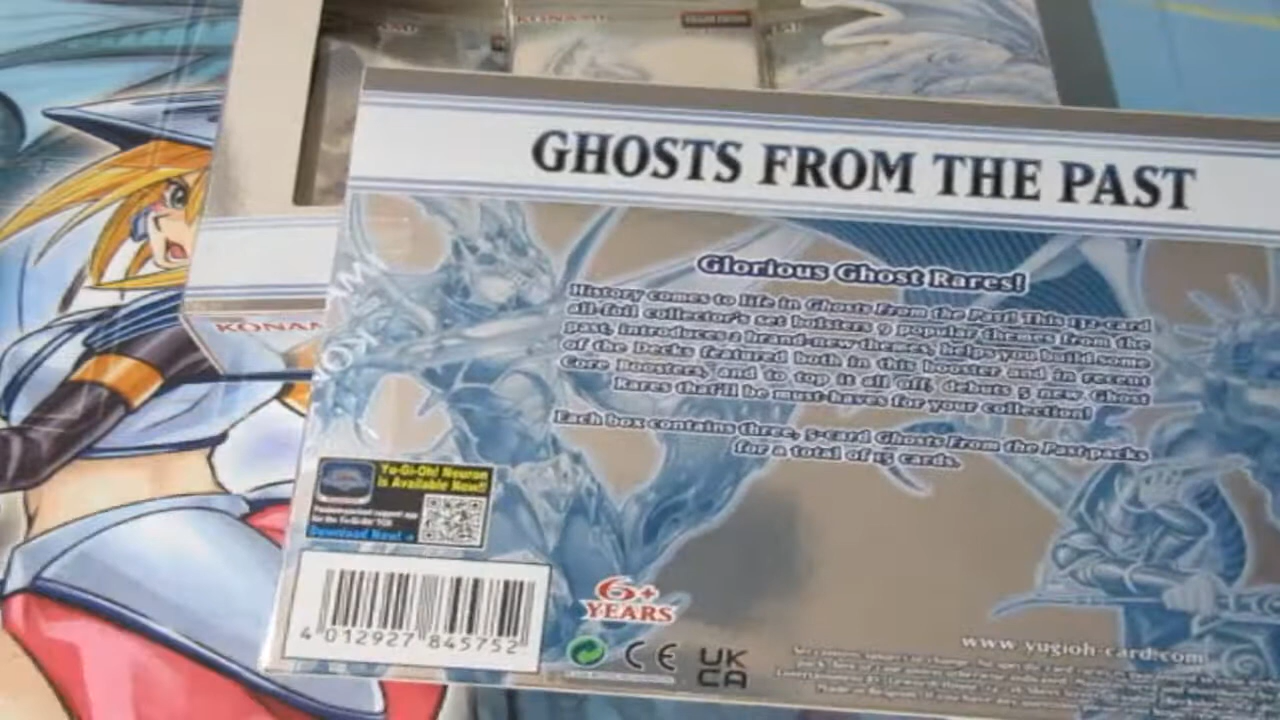 KONAMI
GHOSTS FROM THE PAST
Glorious Ghost Rares!
History comes to life in Ghosts From the Past! This 132-card
all-foil collector's set bolsters 9 popular themes from the
past, introduces 2 brand-new themes, helps you build some
of the Decks featured both in this booster and in recent
Core Boosters, and to top it all off, debuts 5 new Ghost
Rares that'll be must-haves for your collection!
Each box contains three, 5-card Ghosts From the Past packs
for a total of 15 cards.
KONAMI
KONAM
Yu-Gi-Oh! Neuron
is Available Now!
Download Now!
4 012927 845752
6+
YEARS
CE
UK
CA
www.yugioh-card.com